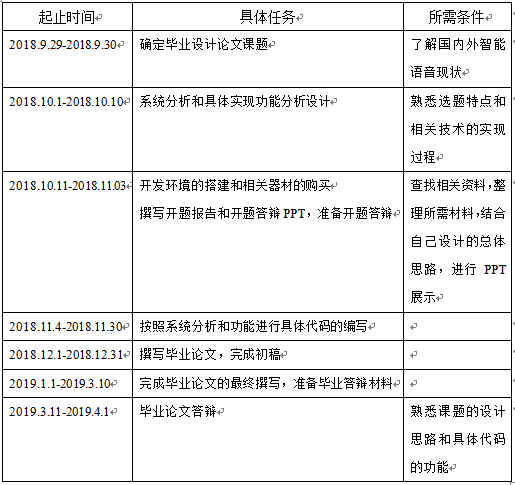 起止时间 具体任务 所需条件
2018.9.29-2018.9.30 确定毕业设计论文课题 了解国内外智能
语音现状
2018.10.1-2018.10.10 系统分析和具体实现功能分析设计 熟悉选题特点和
相关技术的实现
过程
2018.10.11-2018.11.03 开发环境的搭建和相关器材的购买 查找相关资料,整
撰写开题报告和开题答辩 PPT，准备开题答辩 理所需材料,结合
自己设计的总体
思路，进行 PPT
展示
2018.11.4-2018.11.30 按照系统分析和功能进行具体代码的编写
2018.12.1-2018.12.31 撰写毕业论文，完成初稿
2019.1.1-2019.3.10 完成毕业论文的最终撰写，准备毕业答辩材料
2019.3.11-2019.4.1 毕业论文答辩 熟悉课题的设计
思路和具体代码
的功能